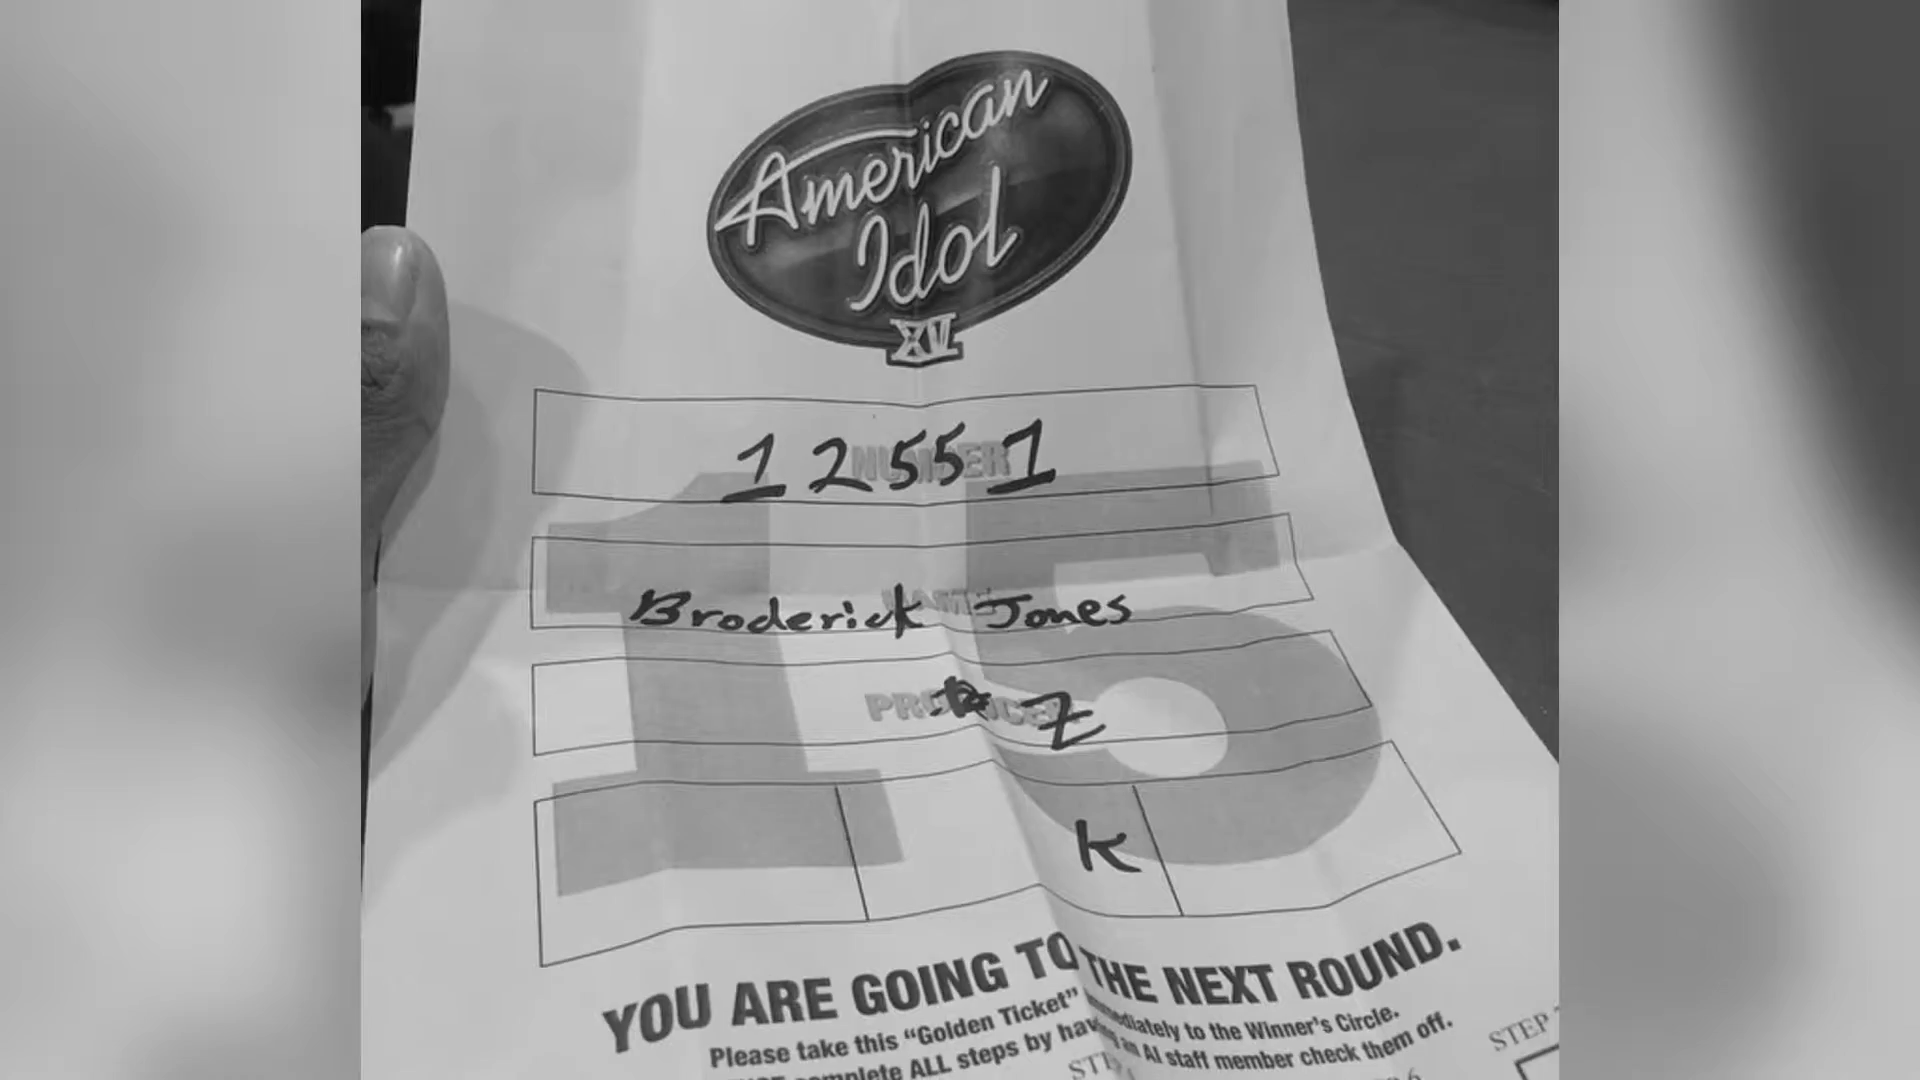 American
Idol
XV
NUMBER
12551
NAME
Broderick Jones
PRODUCER
Z
K
15
YOU ARE GOING TO THE NEXT ROUND.
Please take this “Golden Ticket” immediately to the Winner's Circle.
complete ALL steps by having an AI staff member check them off.
STEP